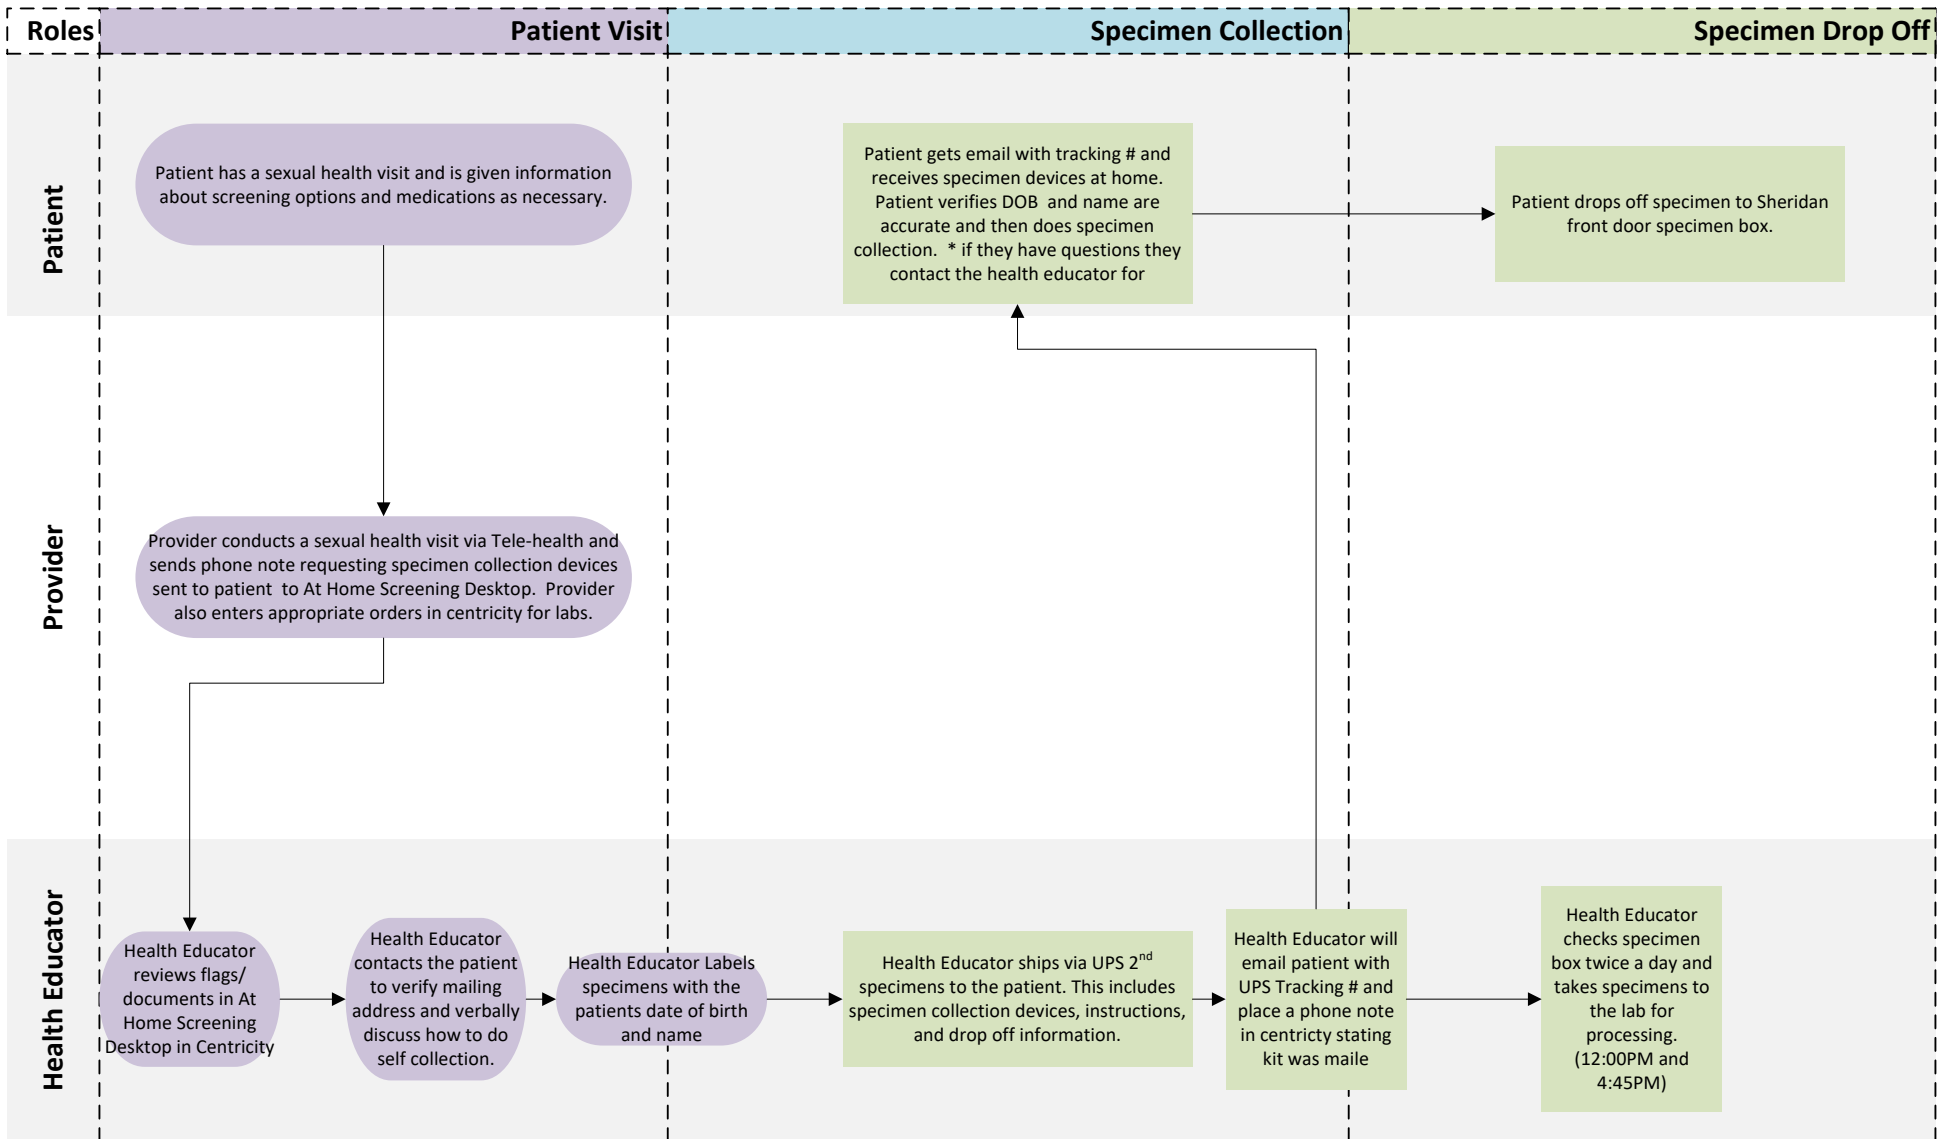 Roles
Patient Visit
Specimen Collection
Specimen Drop Off
Patient
Patient has a sexual health visit and is given information
about screening options and medications as necessary.
Patient gets email with tracking # and
receives specimen devices at home.
Patient verifies DOB  and name are
accurate and then does specimen
collection.  * if they have questions they
contact the health educator for
Patient drops off specimen to Sheridan
front door specimen box.
Provider
Provider conducts a sexual health visit via Tele-health and
sends phone note requesting specimen collection devices
sent to patient  to At Home Screening Desktop.  Provider
also enters appropriate orders in centricity for labs.
Health Educator
Health Educator
reviews flags/
documents in At
Home Screening
Desktop in Centricity
Health Educator
contacts the patient
to verify mailing
address and verbally
discuss how to do
self collection.
Health Educator Labels
specimens with the
patients date of birth
and name
Health Educator ships via UPS 2nd
specimens to the patient. This includes
specimen collection devices, instructions,
and drop off information.
Health Educator will
email patient with
UPS Tracking # and
place a phone note
in centricty stating
kit was maile
Health Educator
checks specimen
box twice a day and
takes specimens to
the lab for
processing.
(12:00PM and
4:45PM)